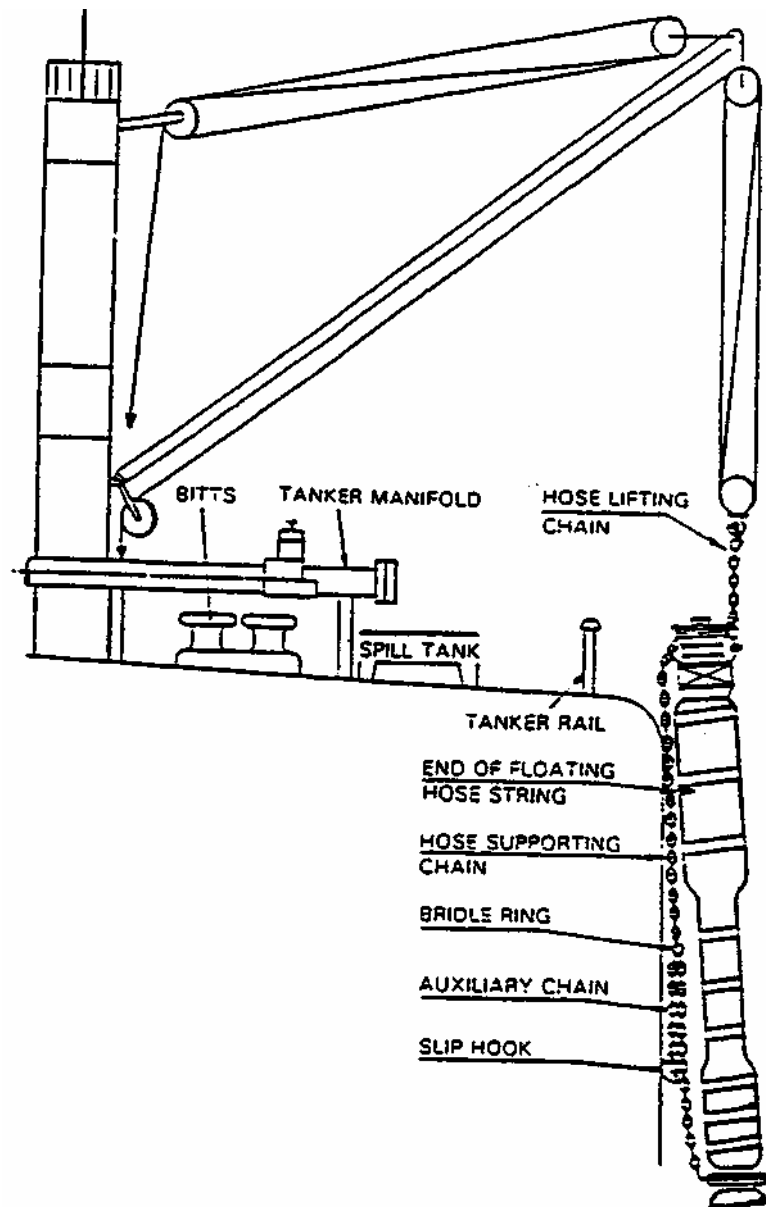 BITTS
TANKER MANIFOLD
HOSE LIFTING
CHAIN
SPILL TANK
TANKER RAIL
END OF FLOATING
HOSE STRING
HOSE SUPPORTING
CHAIN
BRIDLE RING
AUXILIARY CHAIN
SLIP HOOK